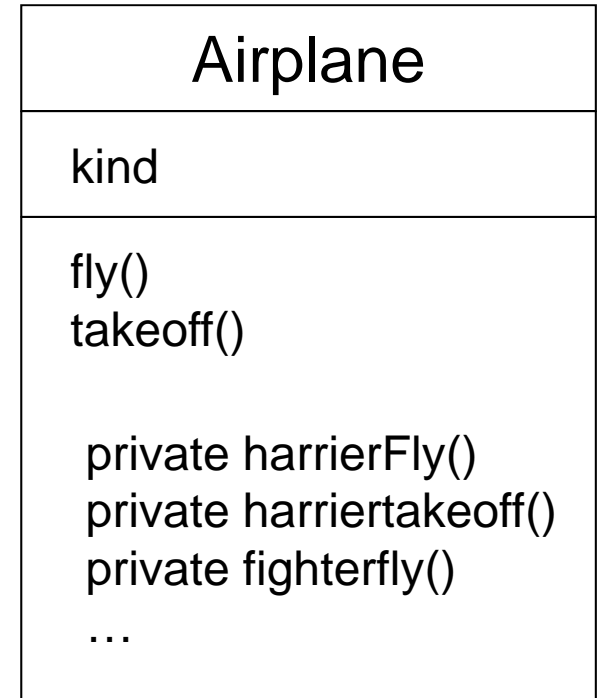 Airplane
kind
fly()
takeoff()
private harrierFly()
private harriertakeoff()
private fighterfly()
…